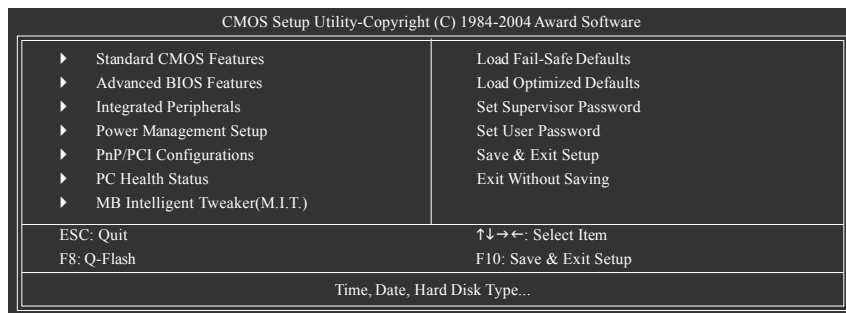 CMOS Setup Utility-Copyright (C) 1984-2004 Award Software
▶ Standard CMOS Features
▶ Advanced BIOS Features
▶ Integrated Peripherals
▶ Power Management Setup
▶ PnP/PCI Configurations
▶ PC Health Status
▶ MB Intelligent Tweaker(M.I.T.)
Load Fail-Safe Defaults
Load Optimized Defaults
Set Supervisor Password
Set User Password
Save & Exit Setup
Exit Without Saving
ESC: Quit
↑↓→←: Select Item
F8: Q-Flash
F10: Save & Exit Setup
Time, Date, Hard Disk Type...